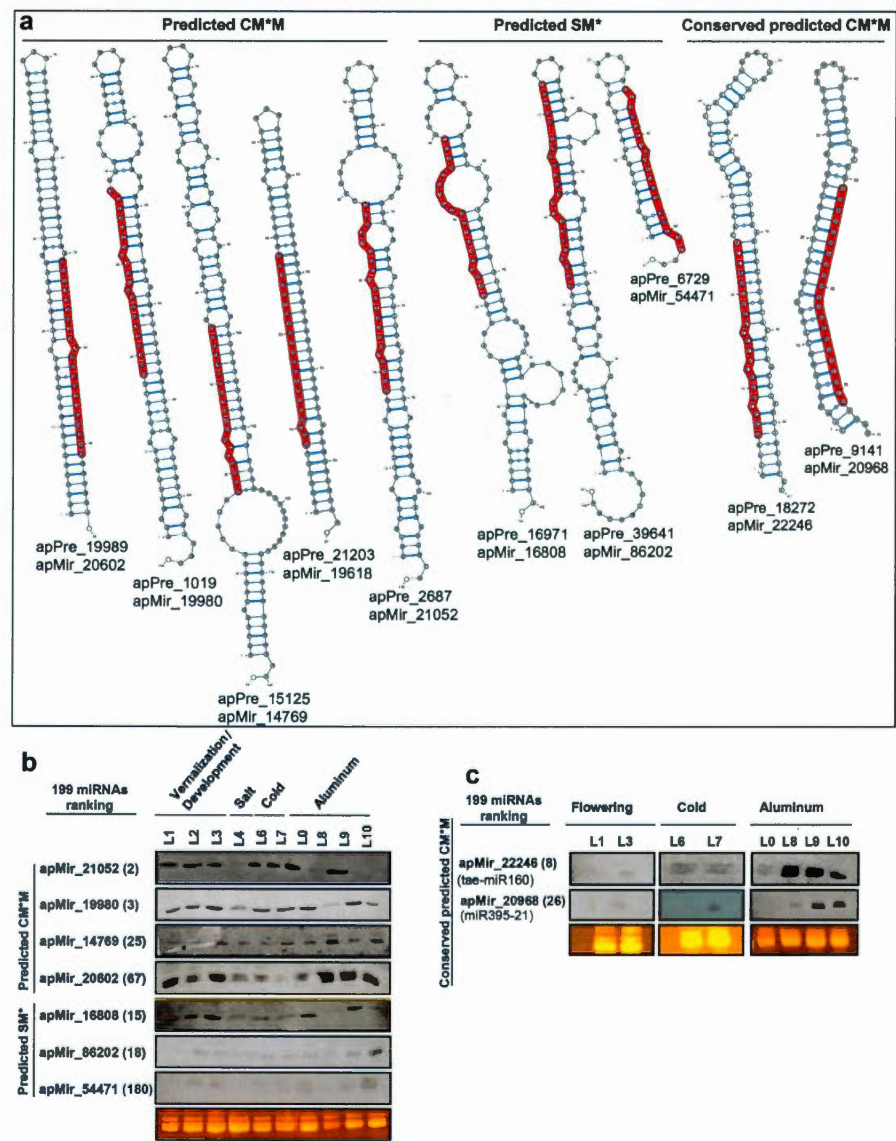 a
Predicted CM*M
Predicted SM*
Conserved predicted CM*M
apPre_19989
apMir_20602
apPre_1019
apMir_19980
apPre_15125
apMir_14769
apPre_21203
apMir_19618
apPre_2687
apMir_21052
apPre_16971
apMir_16808
apPre_39641
apMir_86202
apPre_6729
apMir_54471
apPre_18272
apMir_22246
apPre_9141
apMir_20968
b
199 miRNAs
ranking
Vernalization/
Development
Salt
Cold
Aluminum
L1 L2 L3 L4 L6 L7 L0 L8 L9 L10
Predicted CM*M
apMir_21052 (2)
apMir_19980 (3)
apMir_14769 (25)
apMir_20602 (67)
Predicted SM*
apMir_16808 (15)
apMir_86202 (18)
apMir_54471 (180)
c
199 miRNAs
ranking
Flowering
Cold
Aluminum
L1 L3 L6 L7 L0 L8 L9 L10
Conserved predicted CM*M
apMir_22246 (8)
(tae-miR160)
apMir_20968 (26)
(miR395-21)